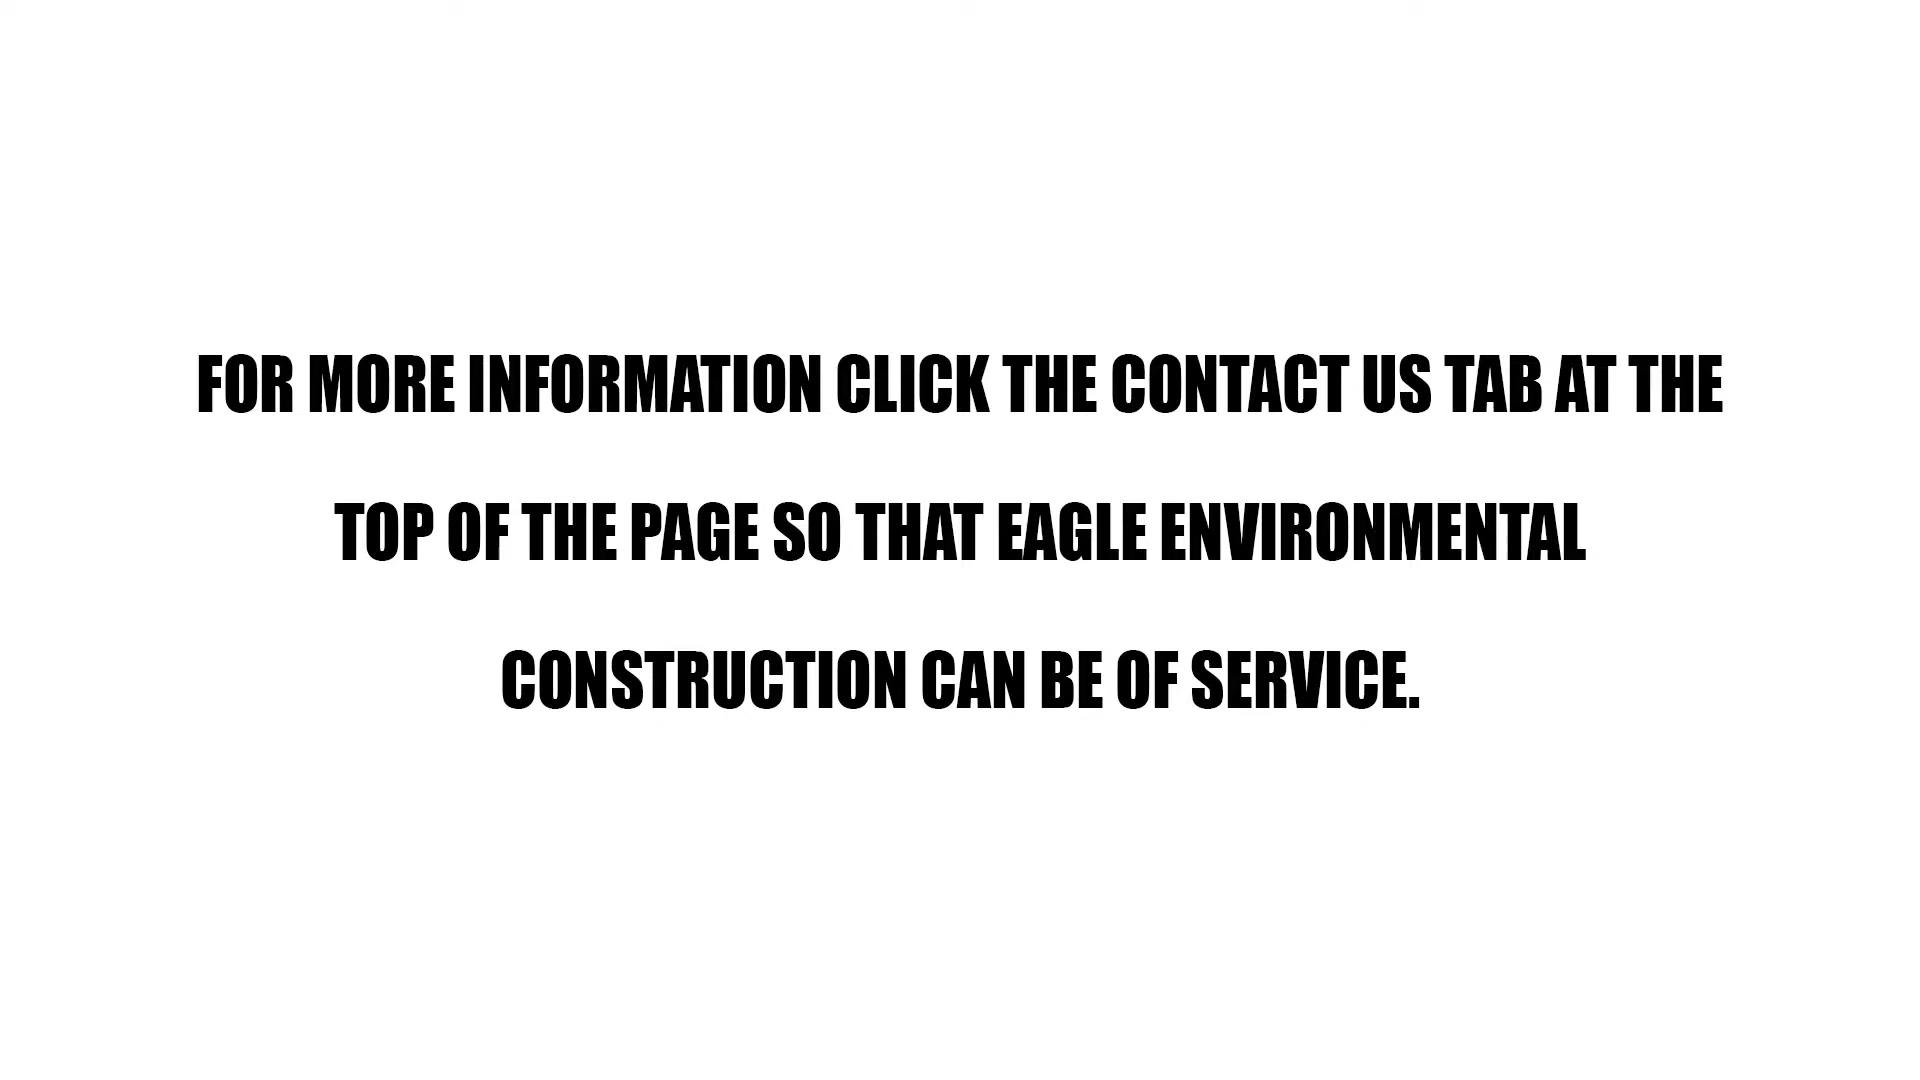 FOR MORE INFORMATION CLICK THE CONTACT US TAB AT THE
TOP OF THE PAGE SO THAT EAGLE ENVIRONMENTAL
CONSTRUCTION CAN BE OF SERVICE.